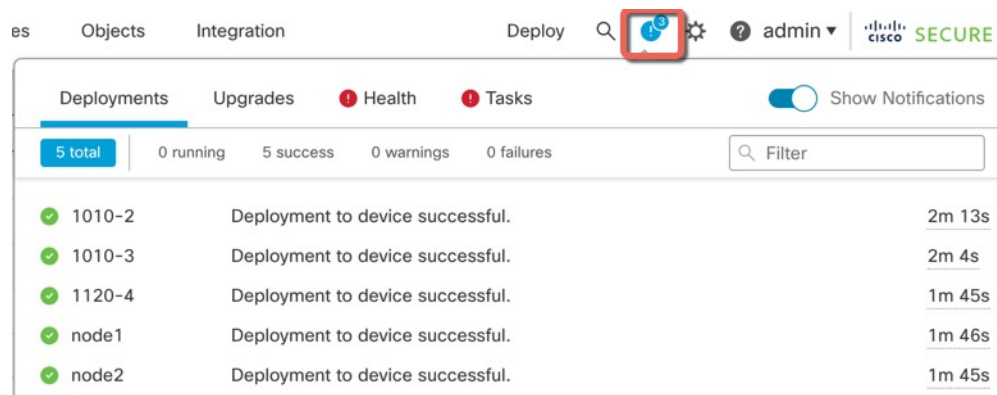 es Objects Integration Deploy 3 admin cisco SECURE
Deployments Upgrades Health Tasks Show Notifications
5 total 0 running 5 success 0 warnings 0 failures Filter
1010-2 Deployment to device successful. 2m 13s
1010-3 Deployment to device successful. 2m 4s
1120-4 Deployment to device successful. 1m 45s
node1 Deployment to device successful. 1m 46s
node2 Deployment to device successful. 1m 45s